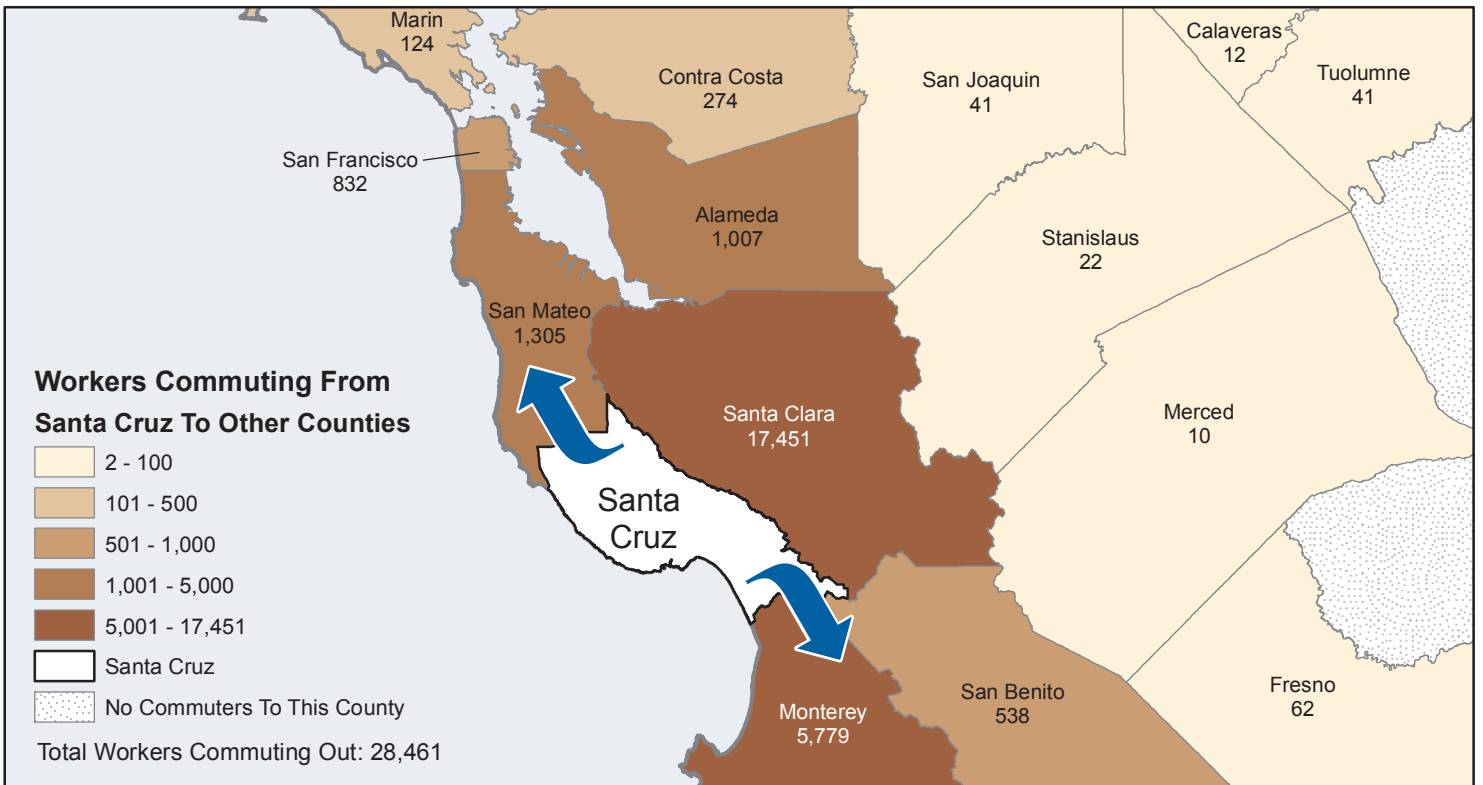 Marin
124
Contra Costa
274
San Joaquin
41
Calaveras
12
Tuolumne
41
San Francisco
832
Alameda
1,007
Stanislaus
22
San Mateo
1,305
Santa Clara
17,451
Merced
10
Santa
Cruz
Monterey
5,779
San Benito
538
Fresno
62
Workers Commuting From
Santa Cruz To Other Counties
2 - 100
101 - 500
501 - 1,000
1,001 - 5,000
5,001 - 17,451
Santa Cruz
No Commuters To This County
Total Workers Commuting Out: 28,461